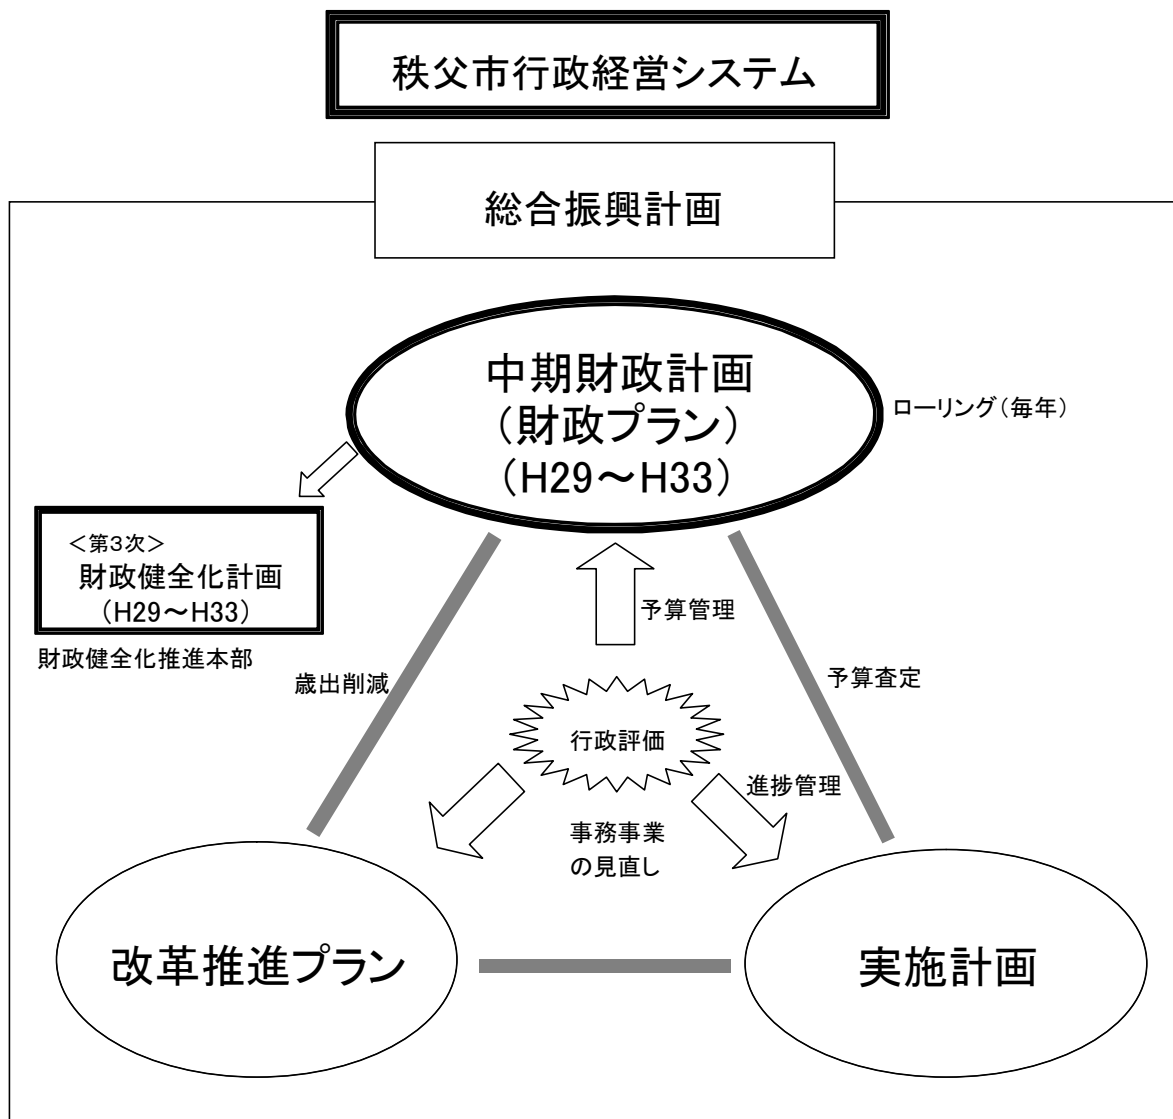 秩父市行政経営システム
総合振興計画
中期財政計画
（財政プラン）
（H29～H33）
ローリング（毎年）
＜第3次＞
財政健全化計画
（H29～H33）
財政健全化推進本部
予算管理
歳出削減
予算査定
行政評価
進捗管理
事務事業
の見直し
改革推進プラン
実施計画